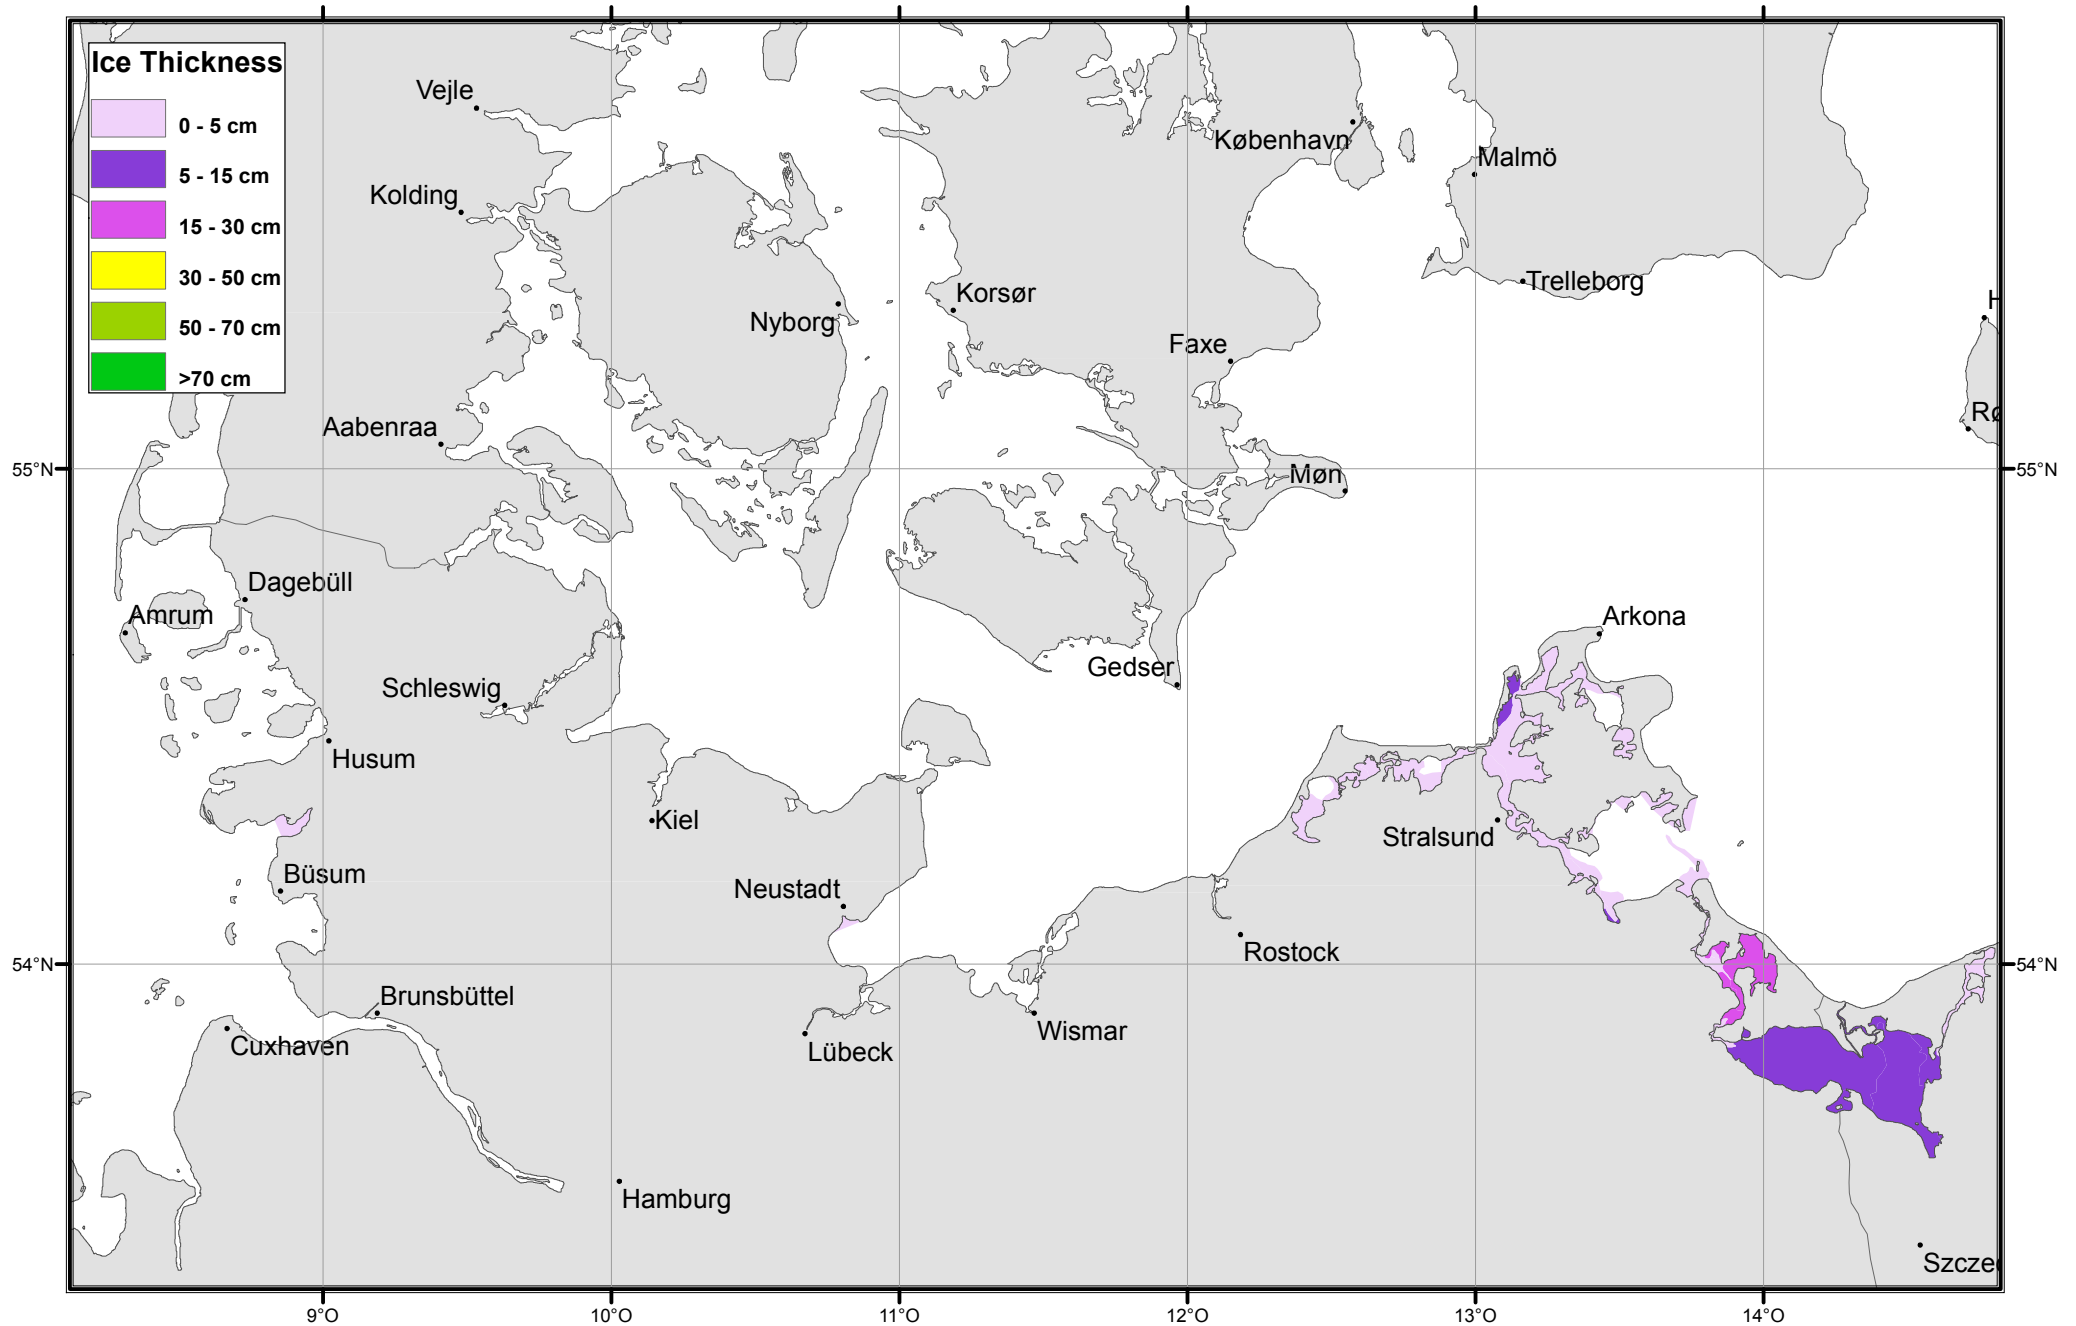 Ice Thickness
0 - 5 cm
5 - 15 cm
15 - 30 cm
30 - 50 cm
50 - 70 cm
>70 cm
Vejle
København
Malmö
Kolding
Trelleborg
Korsør
H
Nyborg
Faxe
Rø
Aabenraa
55°N
Møn
55°N
Dagebüll
Amrum
Arkona
Gedser
Schleswig
Husum
Kiel
Stralsund
Büsum
Neustadt
Rostock
54°N
54°N
Brunsbüttel
Cuxhaven
Wismar
Lübeck
Hamburg
Szcze
9°O
10°O
11°O
12°O
13°O
14°O